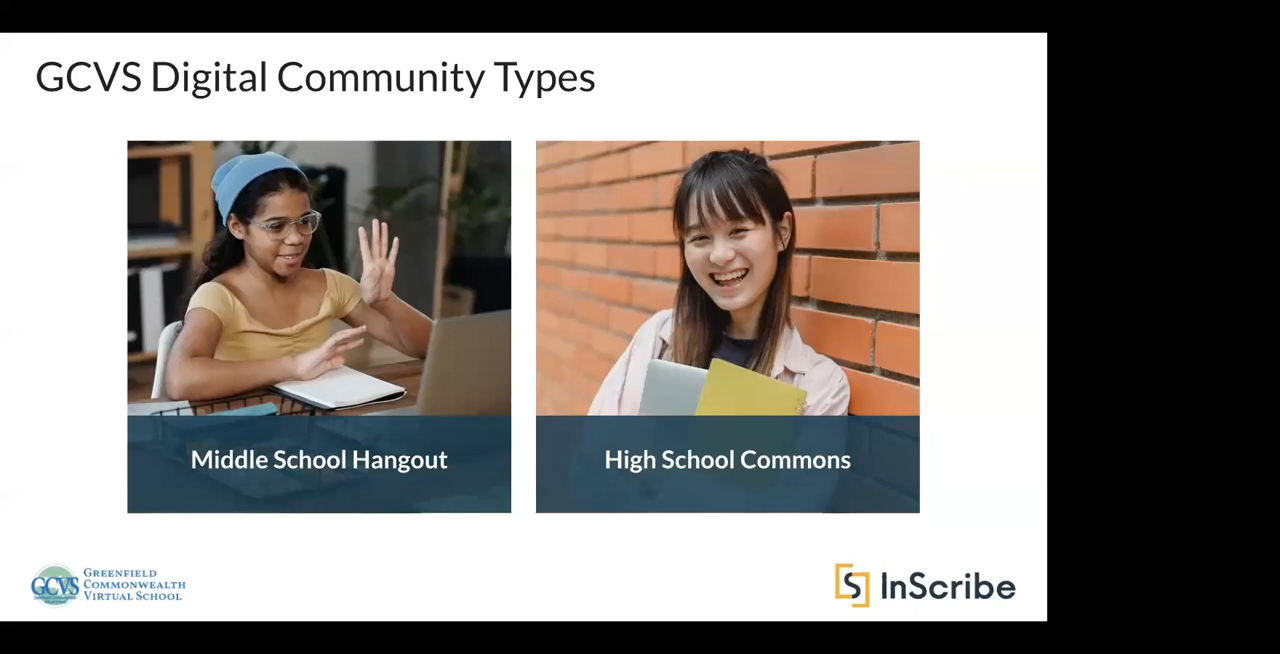 GCVS Digital Community Types
Middle School Hangout
High School Commons
GCVS
GREENFIELD
COMMONWEALTH
VIRTUAL SCHOOL
InScribe